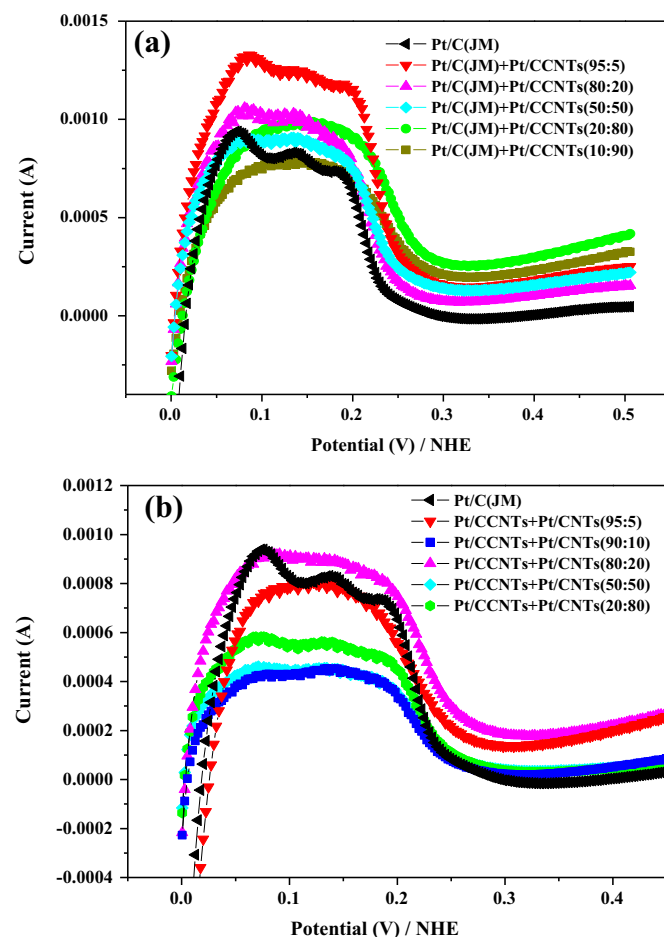 (a)
Pt/C(JM)
Pt/C(JM)+Pt/CCNTs(95:5)
Pt/C(JM)+Pt/CCNTs(80:20)
Pt/C(JM)+Pt/CCNTs(50:50)
Pt/C(JM)+Pt/CCNTs(20:80)
Pt/C(JM)+Pt/CCNTs(10:90)
0.0015
0.0010
0.0005
0.0000
Current (A)
0.0 0.1 0.2 0.3 0.4 0.5
Potential (V) / NHE
(b)
Pt/C(JM)
Pt/CCNTs+Pt/CNTs(95:5)
Pt/CCNTs+Pt/CNTs(90:10)
Pt/CCNTs+Pt/CNTs(80:20)
Pt/CCNTs+Pt/CNTs(50:50)
Pt/CCNTs+Pt/CNTs(20:80)
0.0012
0.0010
0.0008
0.0006
0.0004
0.0002
0.0000
-0.0002
-0.0004
Current (A)
0.0 0.1 0.2 0.3 0.4
Potential (V) / NHE